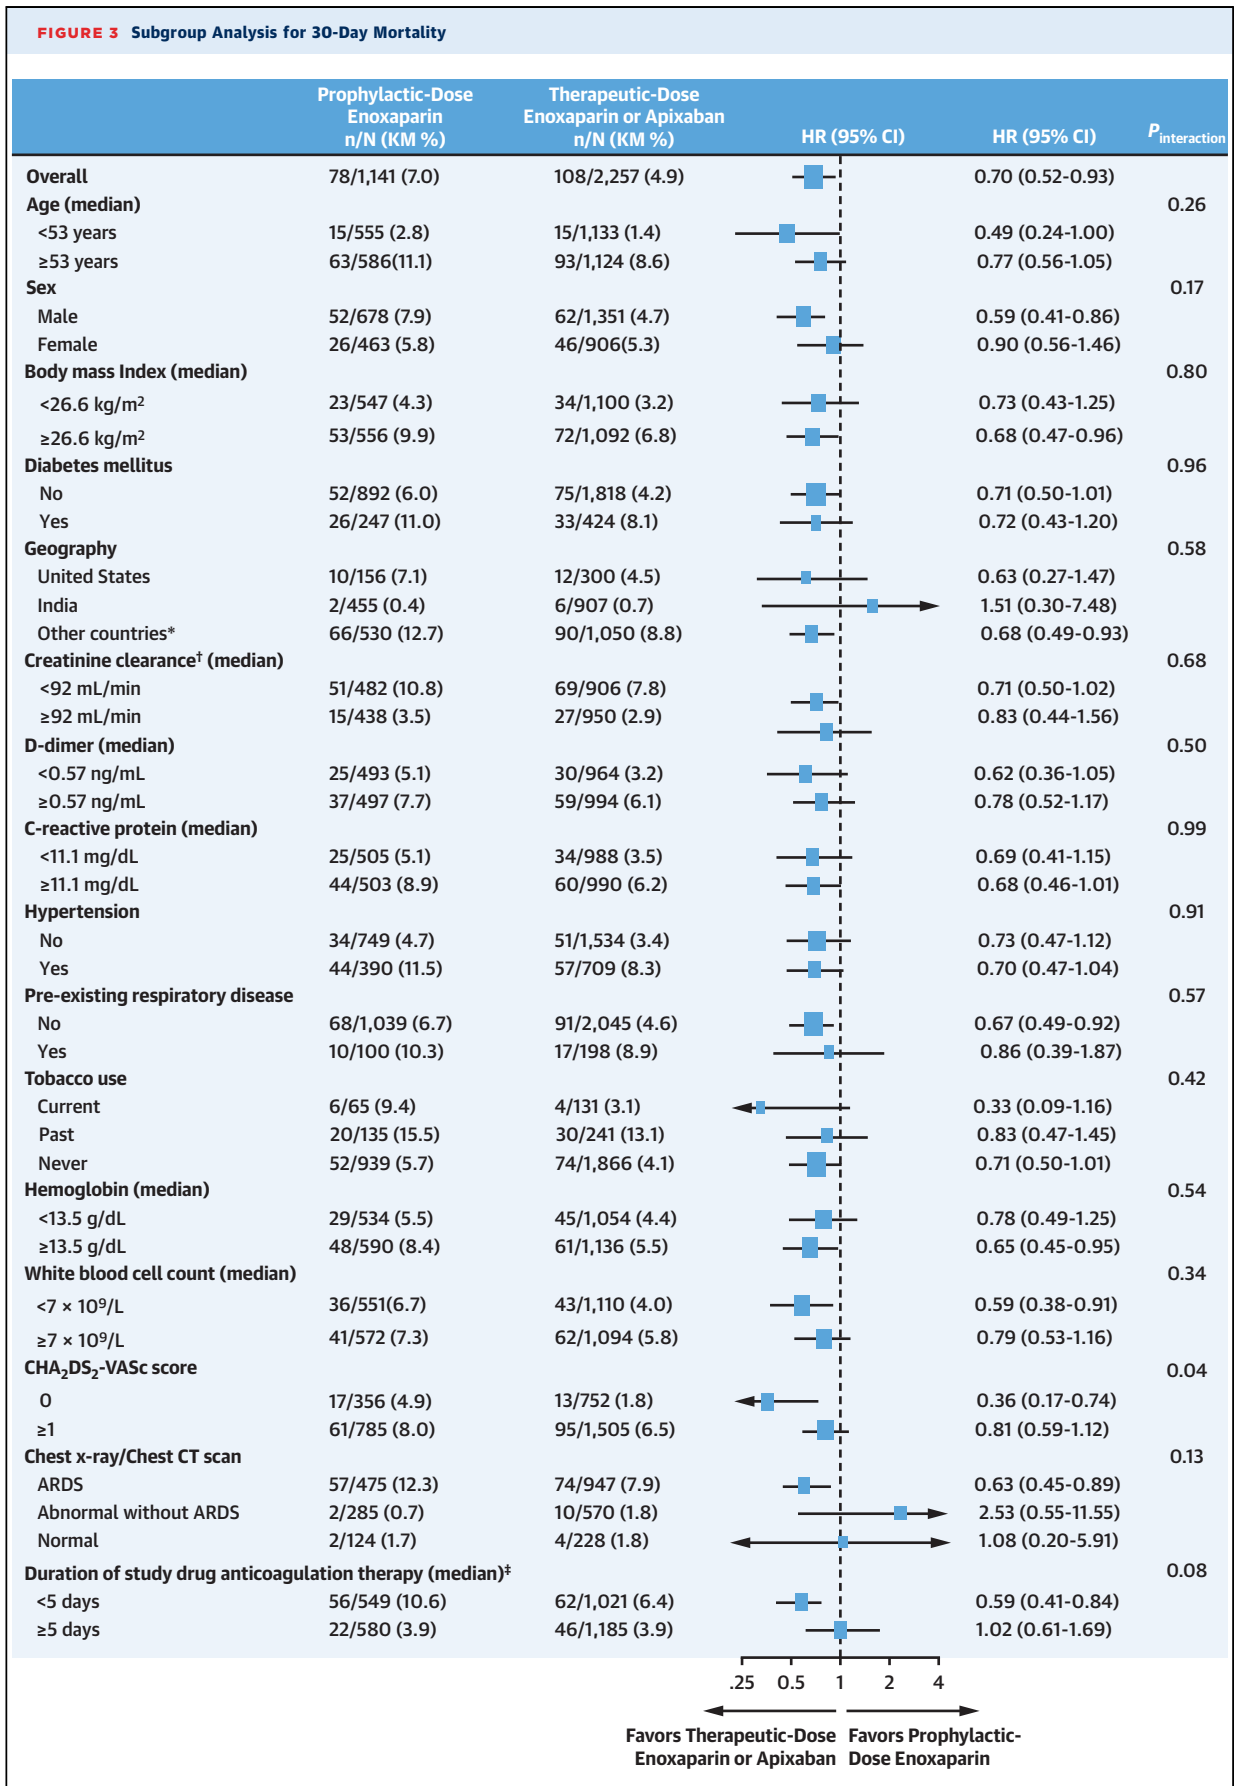 FIGURE 3 Subgroup Analysis for 30-Day Mortality
Prophylactic-Dose Enoxaparin n/N (KM %) Therapeutic-Dose Enoxaparin or Apixaban n/N (KM %) HR (95% CI) HR (95% CI) Pinteraction
Overall 78/1,141 (7.0) 108/2,257 (4.9) 0.70 (0.52-0.93)
Age (median) 0.26
<53 years 15/555 (2.8) 15/1,133 (1.4) 0.49 (0.24-1.00)
≥53 years 63/586(11.1) 93/1,124 (8.6) 0.77 (0.56-1.05)
Sex 0.17
Male 52/678 (7.9) 62/1,351 (4.7) 0.59 (0.41-0.86)
Female 26/463 (5.8) 46/906(5.3) 0.90 (0.56-1.46)
Body mass Index (median) 0.80
<26.6 kg/m² 23/547 (4.3) 34/1,100 (3.2) 0.73 (0.43-1.25)
≥26.6 kg/m² 53/556 (9.9) 72/1,092 (6.8) 0.68 (0.47-0.96)
Diabetes mellitus 0.96
No 52/892 (6.0) 75/1,818 (4.2) 0.71 (0.50-1.01)
Yes 26/247 (11.0) 33/424 (8.1) 0.72 (0.43-1.20)
Geography 0.58
United States 10/156 (7.1) 12/300 (4.5) 0.63 (0.27-1.47)
India 2/455 (0.4) 6/907 (0.7) 1.51 (0.30-7.48)
Other countries* 66/530 (12.7) 90/1,050 (8.8) 0.68 (0.49-0.93)
Creatinine clearance† (median) 0.68
<92 mL/min 51/482 (10.8) 69/906 (7.8) 0.71 (0.50-1.02)
≥92 mL/min 15/438 (3.5) 27/950 (2.9) 0.83 (0.44-1.56)
D-dimer (median) 0.50
<0.57 ng/mL 25/493 (5.1) 30/964 (3.2) 0.62 (0.36-1.05)
≥0.57 ng/mL 37/497 (7.7) 59/994 (6.1) 0.78 (0.52-1.17)
C-reactive protein (median) 0.99
<11.1 mg/dL 25/505 (5.1) 34/988 (3.5) 0.69 (0.41-1.15)
≥11.1 mg/dL 44/503 (8.9) 60/990 (6.2) 0.68 (0.46-1.01)
Hypertension 0.91
No 34/749 (4.7) 51/1,534 (3.4) 0.73 (0.47-1.12)
Yes 44/390 (11.5) 57/709 (8.3) 0.70 (0.47-1.04)
Pre-existing respiratory disease 0.57
No 68/1,039 (6.7) 91/2,045 (4.6) 0.67 (0.49-0.92)
Yes 10/100 (10.3) 17/198 (8.9) 0.86 (0.39-1.87)
Tobacco use 0.42
Current 6/65 (9.4) 4/131 (3.1) 0.33 (0.09-1.16)
Past 20/135 (15.5) 30/241 (13.1) 0.83 (0.47-1.45)
Never 52/939 (5.7) 74/1,866 (4.1) 0.71 (0.50-1.01)
Hemoglobin (median) 0.54
<13.5 g/dL 29/534 (5.5) 45/1,054 (4.4) 0.78 (0.49-1.25)
≥13.5 g/dL 48/590 (8.4) 61/1,136 (5.5) 0.65 (0.45-0.95)
White blood cell count (median) 0.34
<7 × 10⁹/L 36/551(6.7) 43/1,110 (4.0) 0.59 (0.38-0.91)
≥7 × 10⁹/L 41/572 (7.3) 62/1,094 (5.8) 0.79 (0.53-1.16)
CHA₂DS₂-VASc score 0.04
0 17/356 (4.9) 13/752 (1.8) 0.36 (0.17-0.74)
≥1 61/785 (8.0) 95/1,505 (6.5) 0.81 (0.59-1.12)
Chest x-ray/Chest CT scan 0.13
ARDS 57/475 (12.3) 74/947 (7.9) 0.63 (0.45-0.89)
Abnormal without ARDS 2/285 (0.7) 10/570 (1.8) 2.53 (0.55-11.55)
Normal 2/124 (1.7) 4/228 (1.8) 1.08 (0.20-5.91)
Duration of study drug anticoagulation therapy (median)‡ 0.08
<5 days 56/549 (10.6) 62/1,021 (6.4) 0.59 (0.41-0.84)
≥5 days 22/580 (3.9) 46/1,185 (3.9) 1.02 (0.61-1.69)
.25 0.5 1 2 4
Favors Therapeutic-Dose Favors Prophylactic-
Enoxaparin or Apixaban Dose Enoxaparin